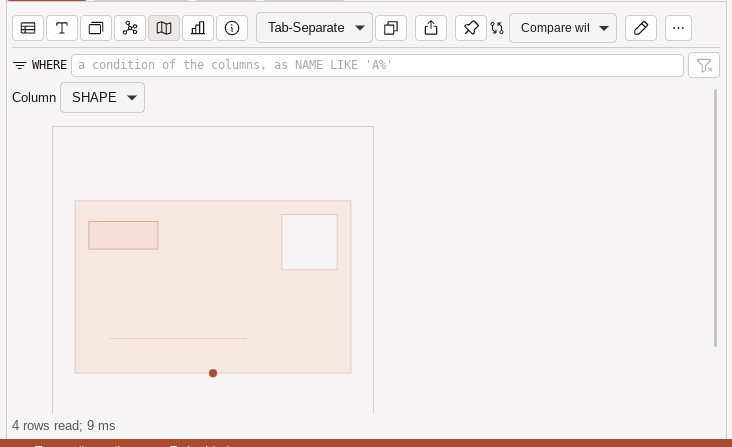 Tab-Separate
Compare wit
WHERE a condition of the columns, as NAME LIKE 'A%'
Column SHAPE
4 rows read; 9 ms